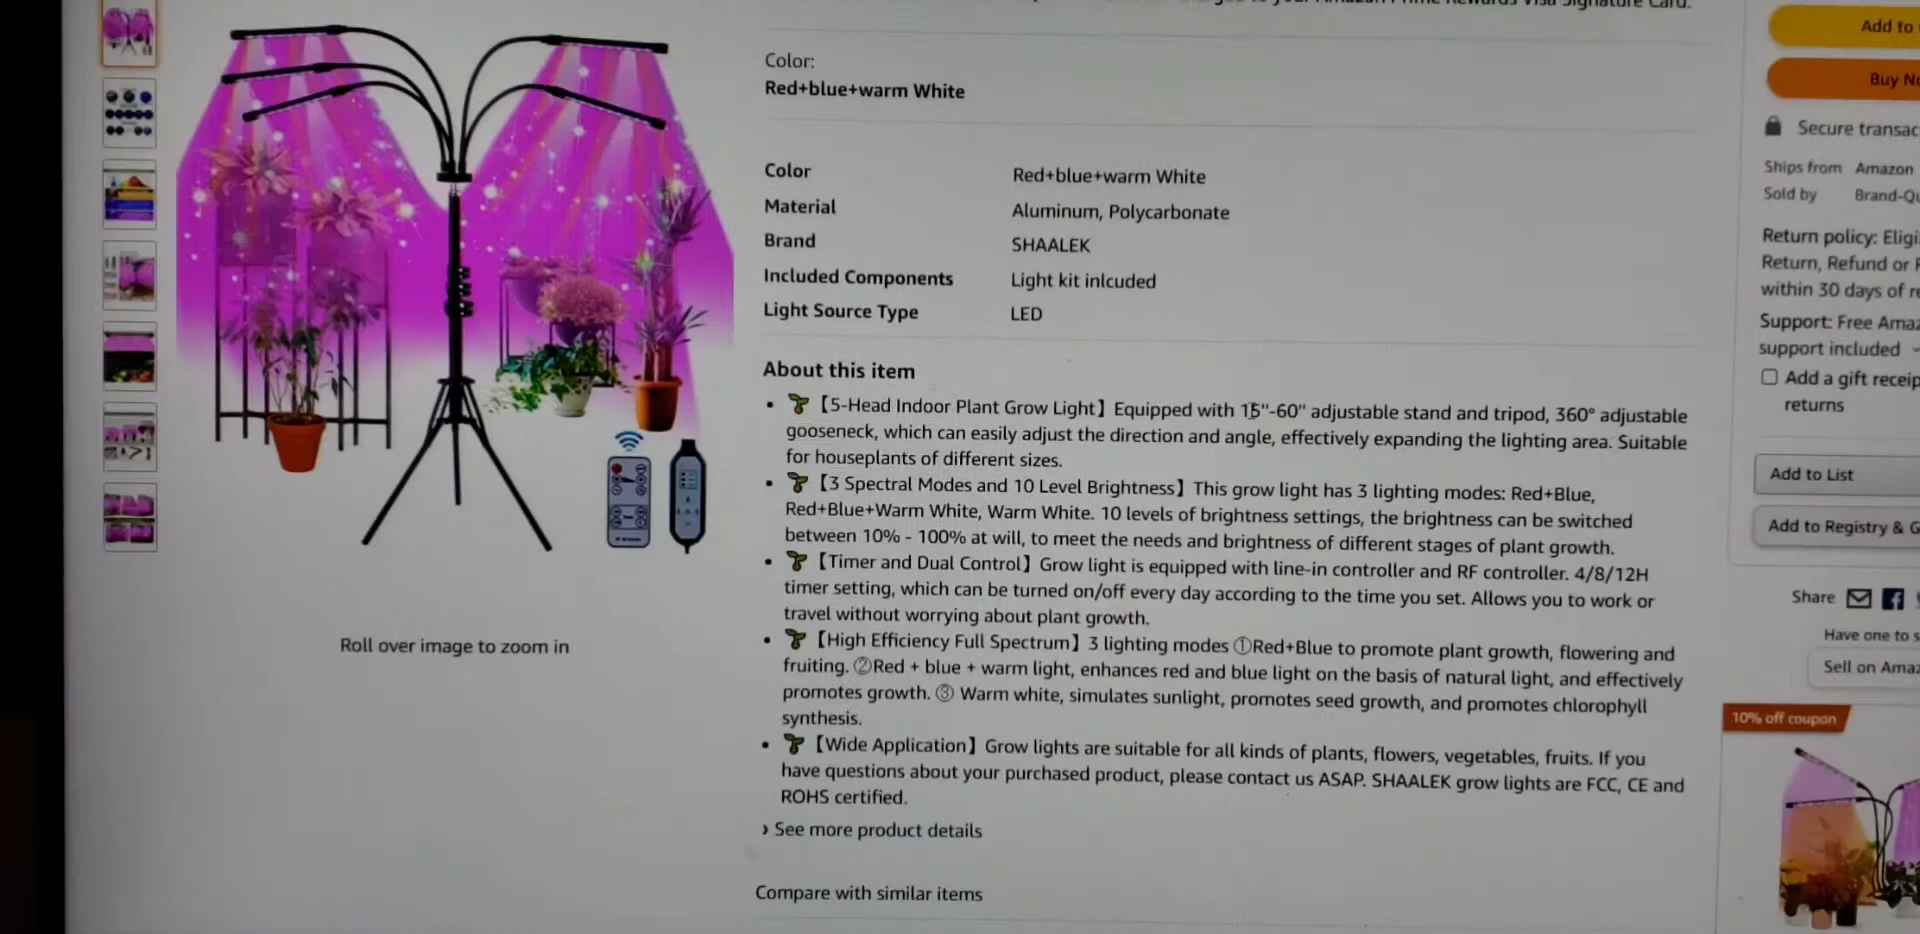 Color:
Red+blue+warm White
Color Red+blue+warm White
Material Aluminum, Polycarbonate
Brand SHAALEK
Included Components Light kit inlcuded
Light Source Type LED
About this item
• 【5-Head Indoor Plant Grow Light】Equipped with 15"-60" adjustable stand and tripod, 360° adjustable
gooseneck, which can easily adjust the direction and angle, effectively expanding the lighting area. Suitable
for houseplants of different sizes.
• 【3 Spectral Modes and 10 Level Brightness】This grow light has 3 lighting modes: Red+Blue,
Red+Blue+Warm White, Warm White. 10 levels of brightness settings, the brightness can be switched
between 10% - 100% at will, to meet the needs and brightness of different stages of plant growth.
• 【Timer and Dual Control】Grow light is equipped with line-in controller and RF controller. 4/8/12H
timer setting, which can be turned on/off every day according to the time you set. Allows you to work or
travel without worrying about plant growth.
• 【High Efficiency Full Spectrum】3 lighting modes ①Red+Blue to promote plant growth, flowering and
fruiting. ②Red + blue + warm light, enhances red and blue light on the basis of natural light, and effectively
promotes growth. ③ Warm white, simulates sunlight, promotes seed growth, and promotes chlorophyll
synthesis.
• 【Wide Application】Grow lights are suitable for all kinds of plants, flowers, vegetables, fruits. If you
have questions about your purchased product, please contact us ASAP. SHAALEK grow lights are FCC, CE and
ROHS certified.
› See more product details
Compare with similar items
Roll over image to zoom in
Add to
Buy
Secure
Ships from Amazon
Sold by
Return policy:
Return, Refund or
within 30 days of
Support: Free
support included
Add a gift
returns
Add to List
Add to Registry &
Share
Have one to
Sell on
10% off coupon